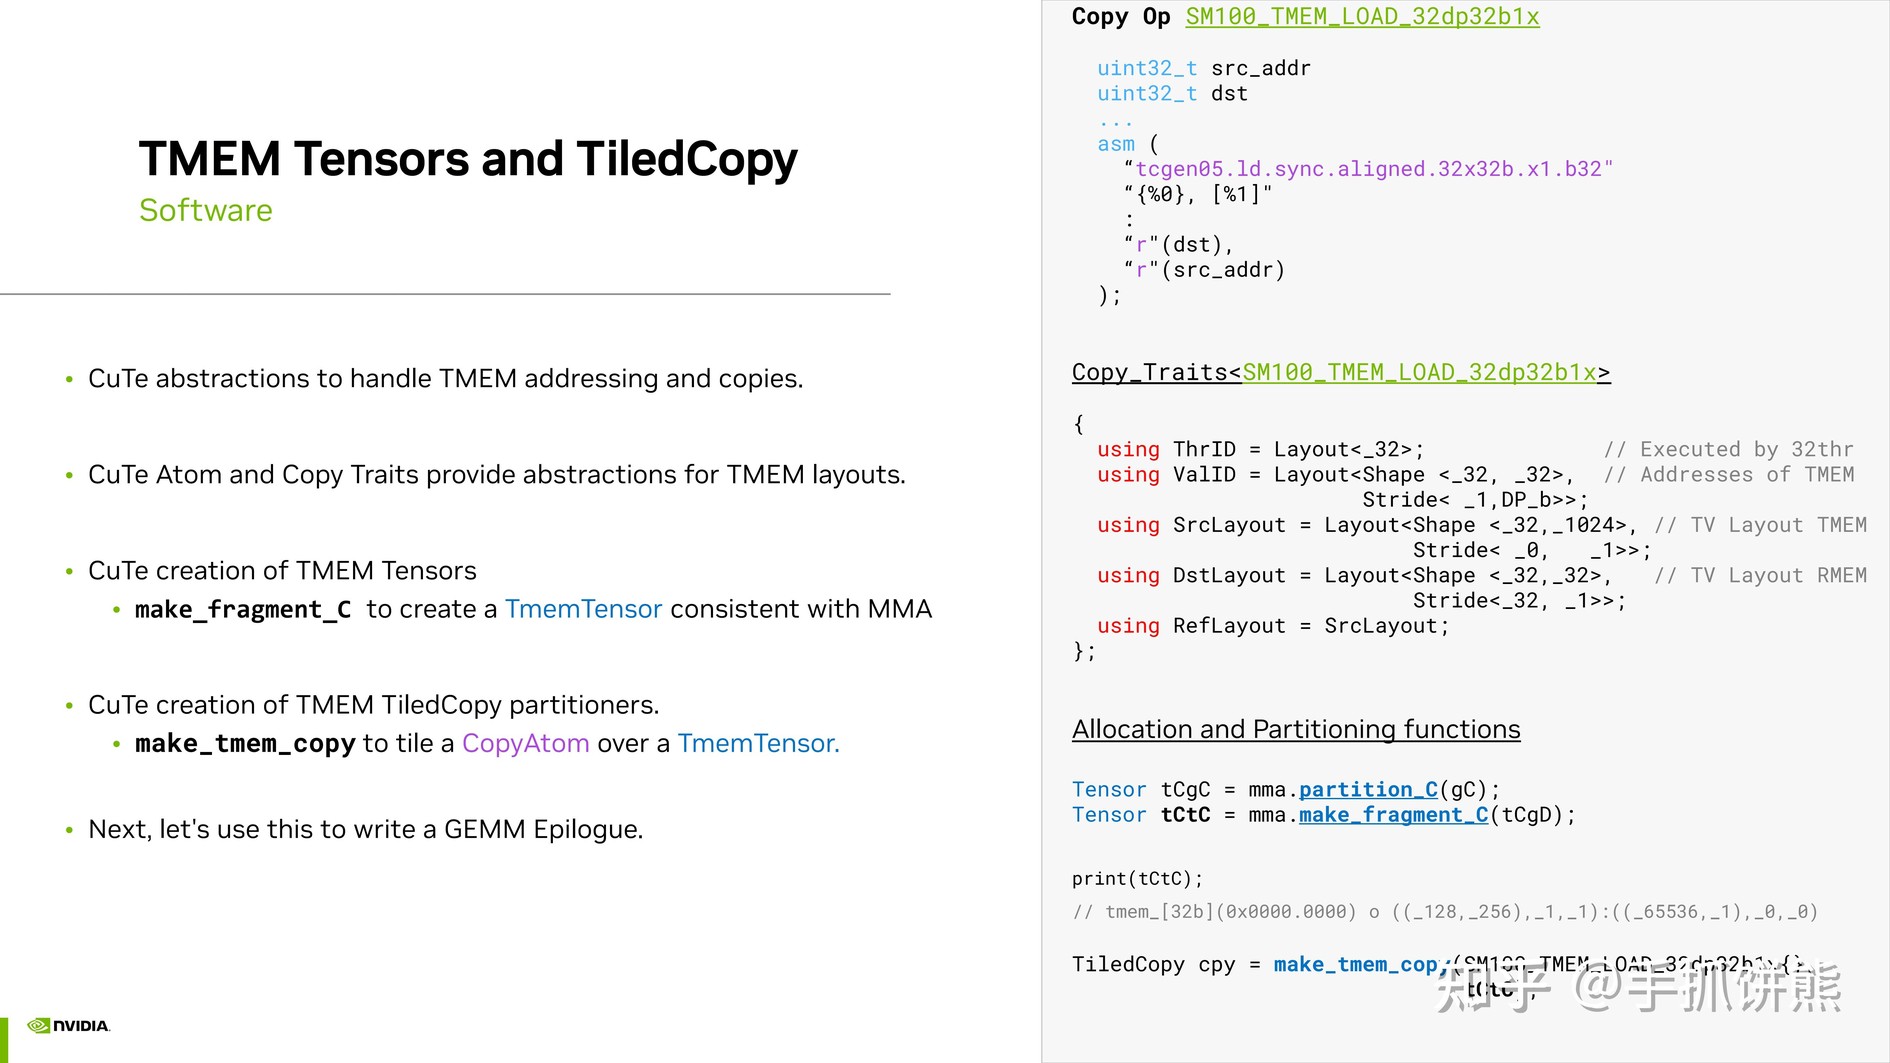 TMEM Tensors and TiledCopy
Software
• CuTe abstractions to handle TMEM addressing and copies.
• CuTe Atom and Copy Traits provide abstractions for TMEM layouts.
• CuTe creation of TMEM Tensors
• make_fragment_C to create a TmemTensor consistent with MMA
• CuTe creation of TMEM TiledCopy partitioners.
• make_tmem_copy to tile a CopyAtom over a TmemTensor.
• Next, let's use this to write a GEMM Epilogue.
NVIDIA.
Copy Op SM100_TMEM_LOAD_32dp32b1x
uint32_t src_addr
uint32_t dst
...
asm (
“tcgen05.ld.sync.aligned.32x32b.x1.b32"
“{%0}, [%1]"
:
“r"(dst),
“r"(src_addr)
);
Copy_Traits<SM100_TMEM_LOAD_32dp32b1x>
{
using ThrID = Layout<_32>; // Executed by 32thr
using ValID = Layout<Shape <_32, _32>, // Addresses of TMEM
Stride< _1,DP_b>>;
using SrcLayout = Layout<Shape <_32,_1024>, // TV Layout TMEM
Stride< _0, _1>>;
using DstLayout = Layout<Shape <_32,_32>, // TV Layout RMEM
Stride<_32, _1>>;
using RefLayout = SrcLayout;
};
Allocation and Partitioning functions
Tensor tCgC = mma.partition_C(gC);
Tensor tCtC = mma.make_fragment_C(tCgD);
print(tCtC);
// tmem_[32b](0x0000.0000) o ((_128,_256),_1,_1):((_65536,_1),_0,_0)
TiledCopy cpy = make_tmem_copy(SM100_TMEM_LOAD_32dp32b1x{},
tCtC);
知乎 @手抓饼熊